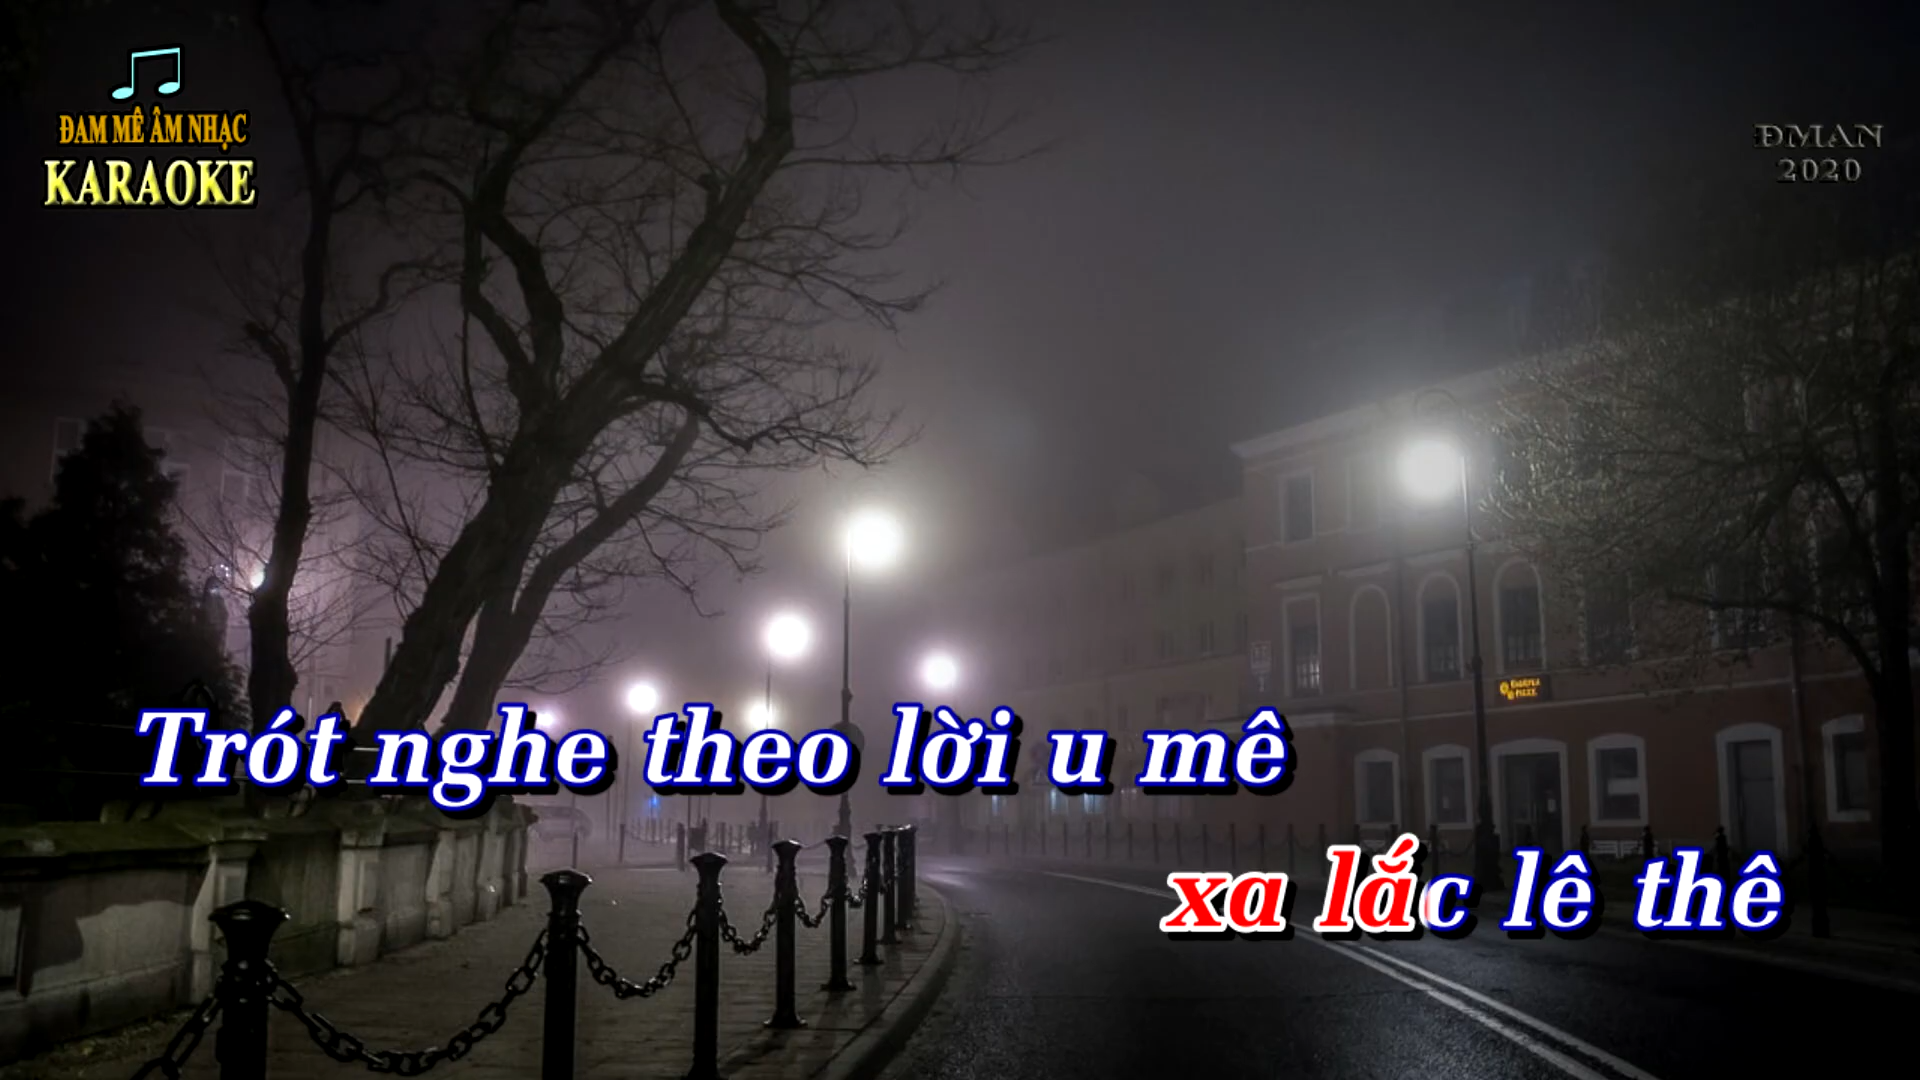 ĐAM MÊ ÂM NHẠC
KARAOKE
ĐMAN
2020
Trót nghe theo lời u mê
xa lắc lê thê